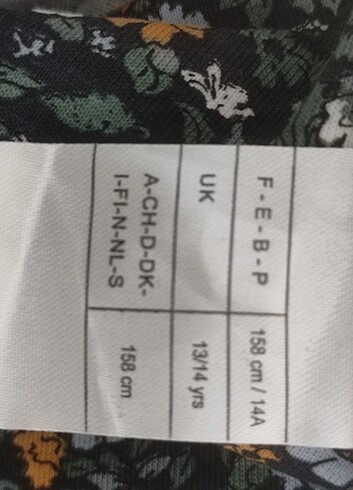 F - E - B - P 158 cm / 14A
UK 13/14 yrs
A-CH-D-DK-
I-FI-N-NL-S 158 cm